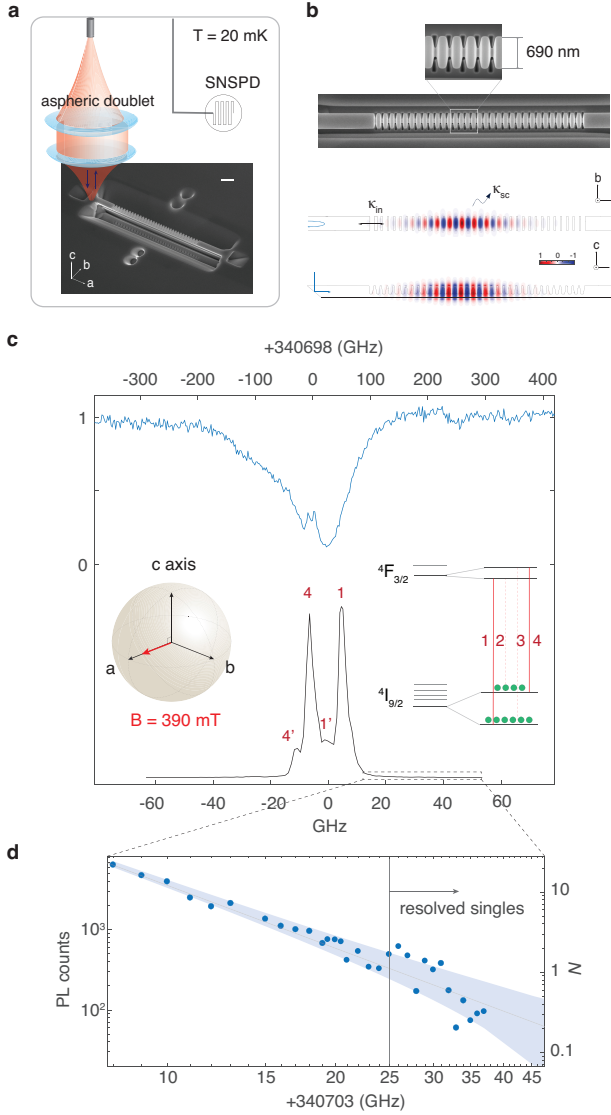 a
T = 20 mK
SNSPD
aspheric doublet
c
b
a
b
690 nm
κin
κsc
b
1 0 -1
c
c
+340698 (GHz)
-300 -200 -100 0 100 200 300 400
1
0
c axis
a
b
B = 390 mT
4
1
4'
1'
⁴F3/2
1 2 3 4
⁴I9/2
-60 -40 -20 0 20 40 60
GHz
d
resolved singles
PL counts
10³
10²
N
10
1
0.1
10 15 20 25 30 35 40 45
+340703 (GHz)